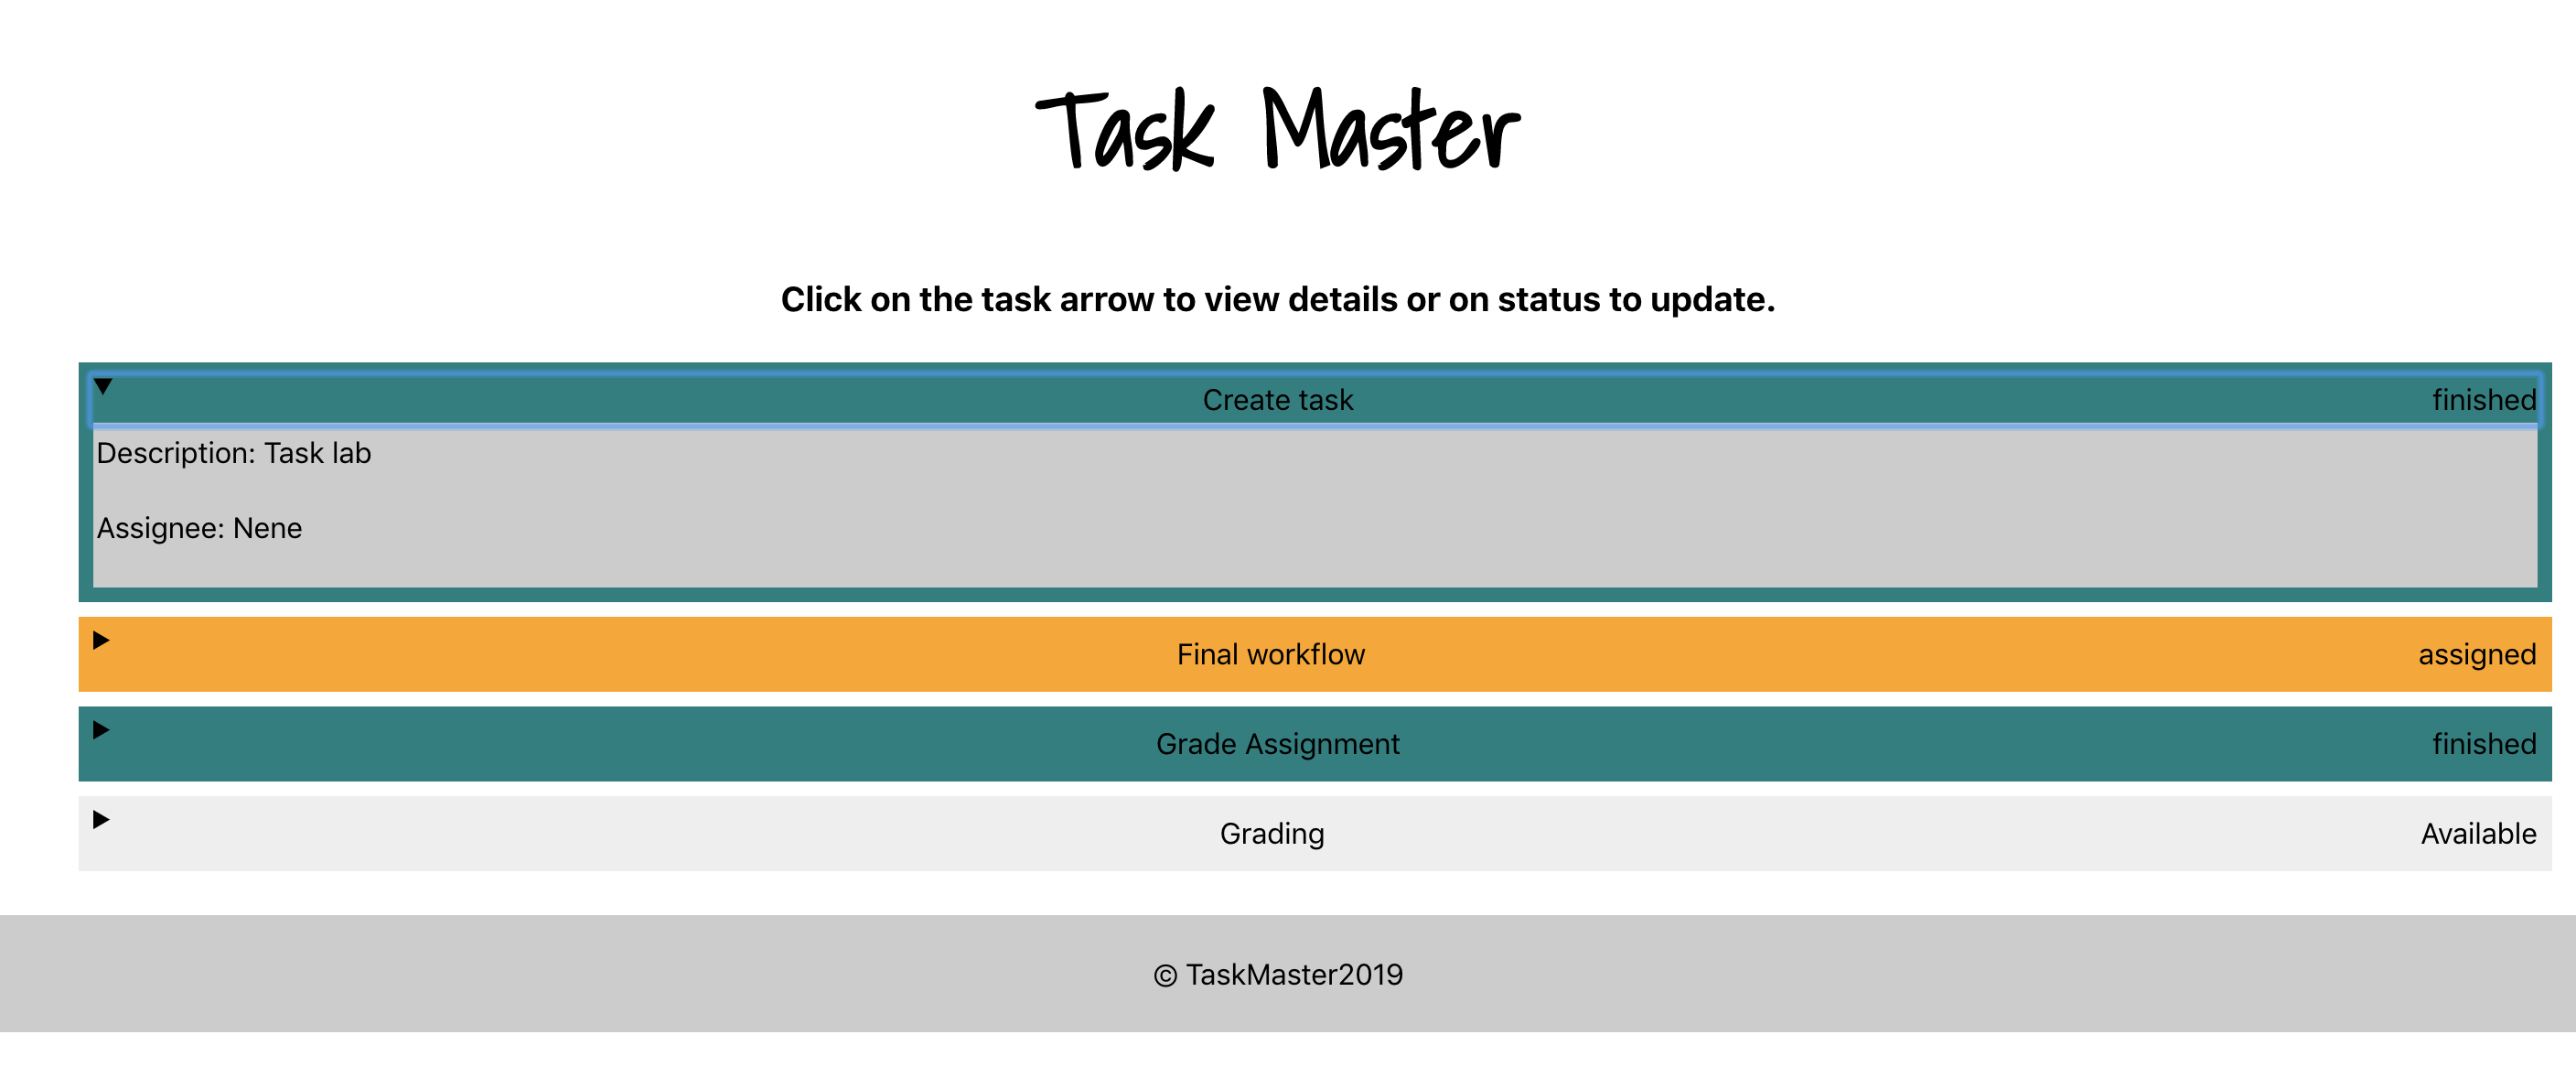 Task Master
Click on the task arrow to view details or on status to update.
Create task finished
Description: Task lab
Assignee: Nene
Final workflow assigned
Grade Assignment finished
Grading Available
© TaskMaster2019